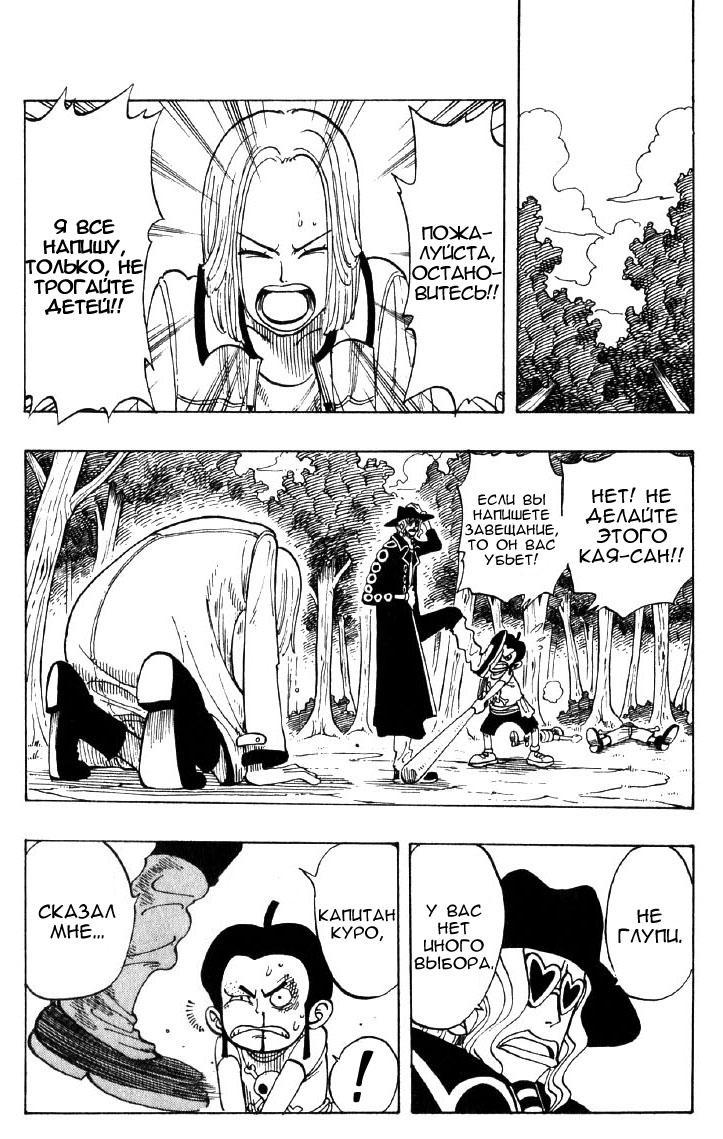 ПОЖА-
ЛУЙСТА,
ОСТАНО-
ВИТЕСЬ!!
Я ВСЕ
НАПИШУ,
ТОЛЬКО, НЕ
ТРОГАЙТЕ
ДЕТЕЙ!!
НЕТ! НЕ
ДЕЛАЙТЕ
ЭТОГО
КАЯ-САН!!
ЕСЛИ ВЫ
НАПИШЕТЕ
ЗАВЕЩАНИЕ,
ТО ОН ВАС
УБЬЕТ!
НЕ
ГЛУПИ.
У ВАС
НЕТ
ИНОГО
ВЫБОРА.
КАПИТАН
КУРО,
СКАЗАЛ
МНЕ...
!